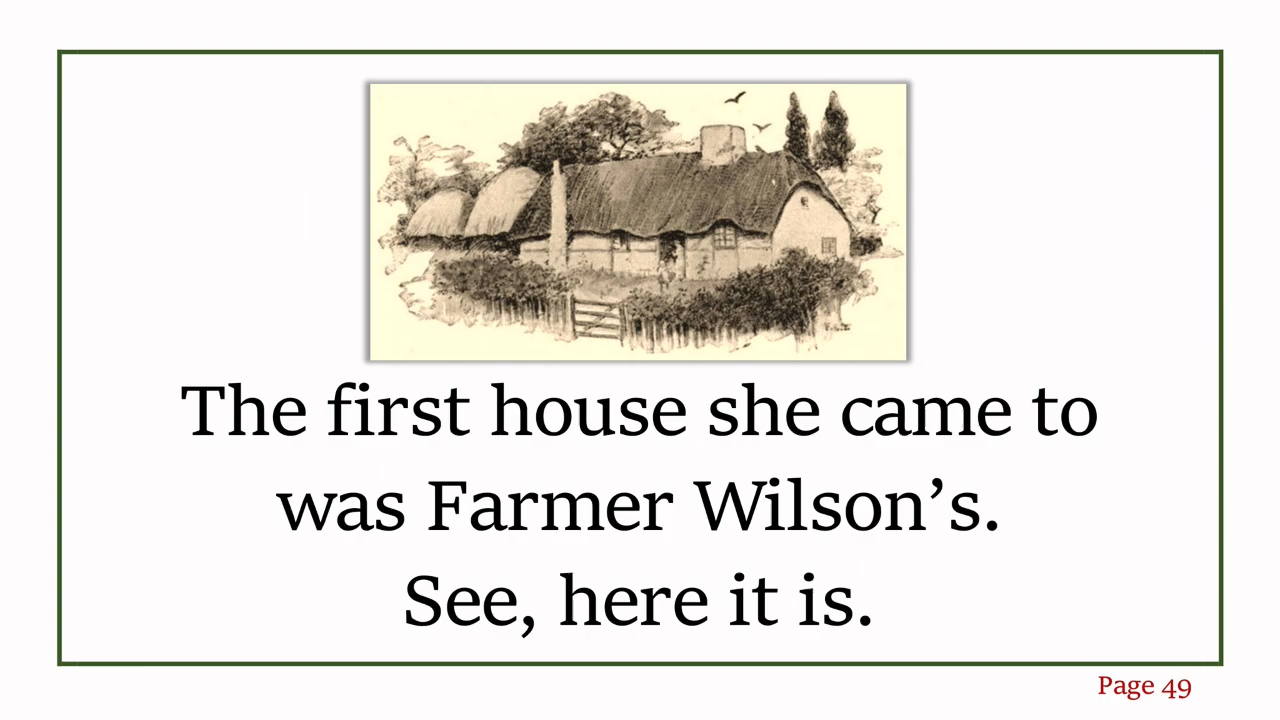 The first house she came to
was Farmer Wilson’s.
See, here it is.
Page 49